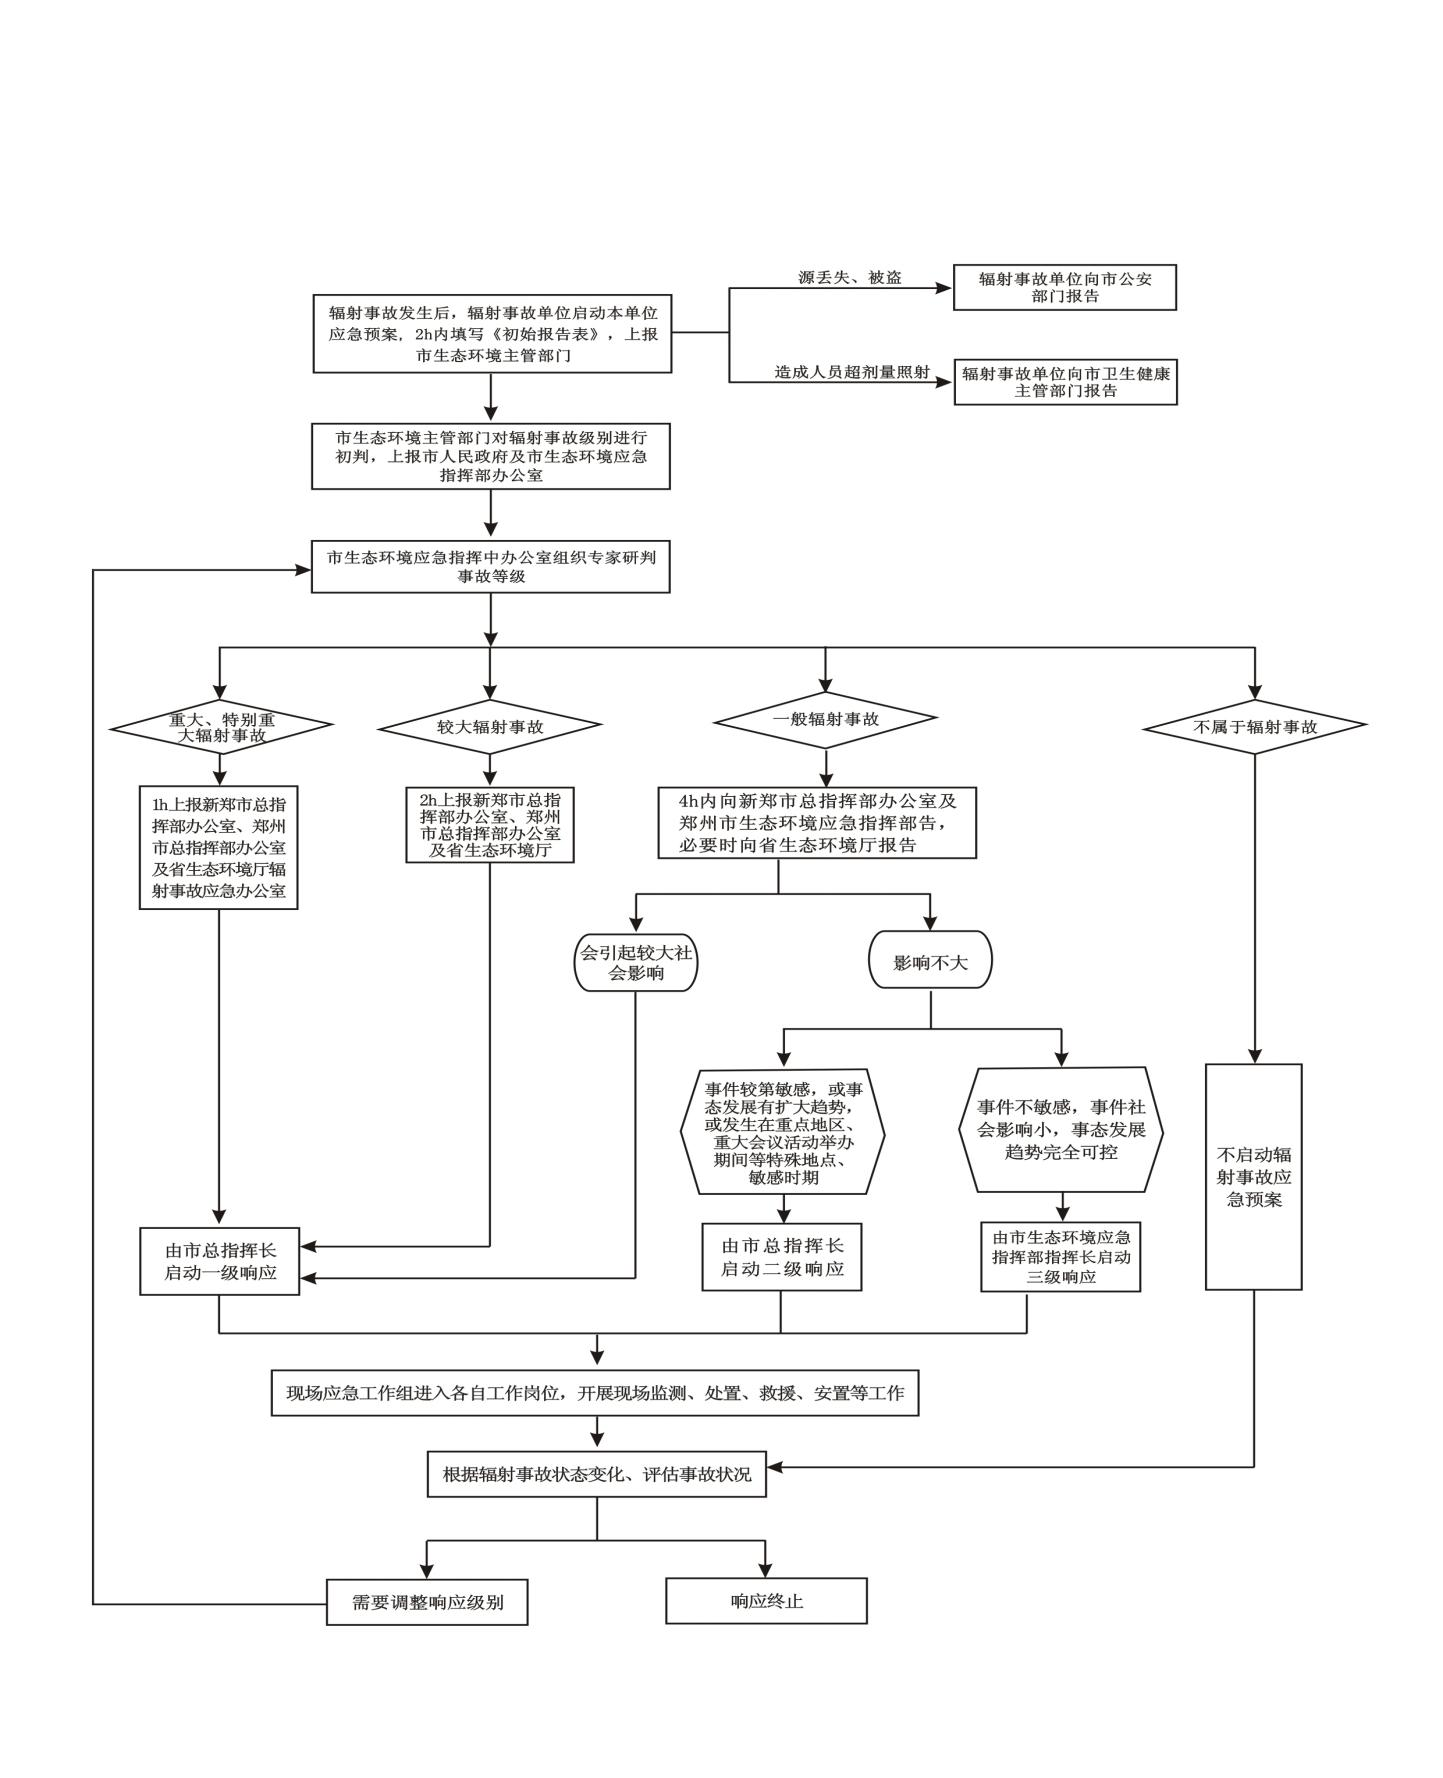 源丢失、被盗
辐射事故单位向市公安
部门报告
辐射事故发生后，辐射事故单位启动本单位
应急预案，2h内填写《初始报告表》，上报
市生态环境主管部门
造成人员超剂量照射
辐射事故单位向市卫生健康
主管部门报告
市生态环境主管部门对辐射事故级别进行
初判，上报市人民政府及市生态环境应急
指挥部办公室
市生态环境应急指挥中办公室组织专家研判
事故等级
重大、特别重
大辐射事故
较大辐射事故
一般辐射事故
不属于辐射事故
1h上报新郑市总指
挥部办公室、郑州
市总指挥部办公室
及省生态环境厅辐
射事故应急办公室
2h上报新郑市总指
挥部办公室、郑州
市总指挥部办公室
及省生态环境厅
4h内向新郑市总指挥部办公室及
郑州市生态环境应急指挥部告，
必要时向省生态环境厅报告
会引起较大社
会影响
影响不大
事件较第敏感，或事
态发展有扩大趋势，
或发生在重点地区、
重大会议活动举办
期间等特殊地点、
敏感时期
事件不敏感，事件社
会影响小，事态发展
趋势完全可控
不启动辐
射事故应
急预案
由市总指挥长
启动一级响应
由市总指挥长
启动二级响应
由市生态环境应急
指挥部指挥长启动
三级响应
现场应急工作组进入各自工作岗位，开展现场监测、处置、救援、安置等工作
根据辐射事故状态变化、评估事故状况
需要调整响应级别
响应终止